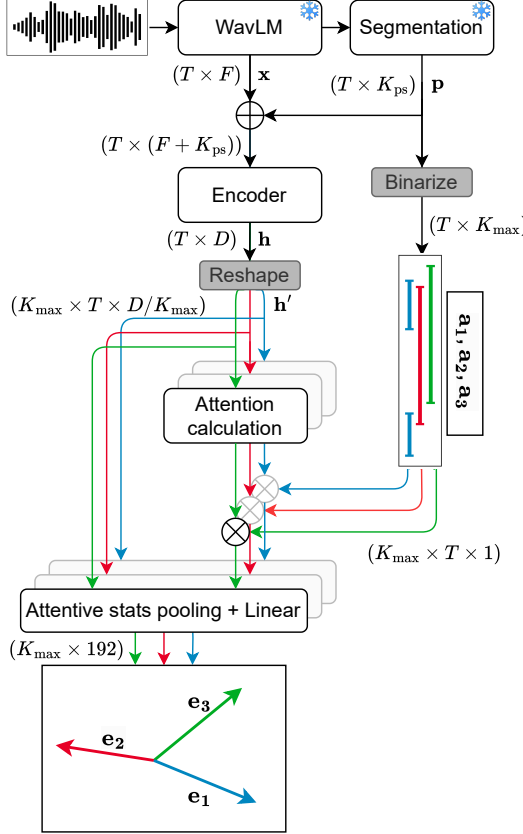 WavLM
Segmentation
(T × F) x
(T × K_ps) p
(T × (F + K_ps))
Encoder
Binarize
(T × D) h
(T × K_max)
Reshape
(K_max × T × D/K_max) h′
a₁, a₂, a₃
Attention
calculation
(K_max × T × 1)
Attentive stats pooling + Linear
(K_max × 192)
e₃
e₂
e₁